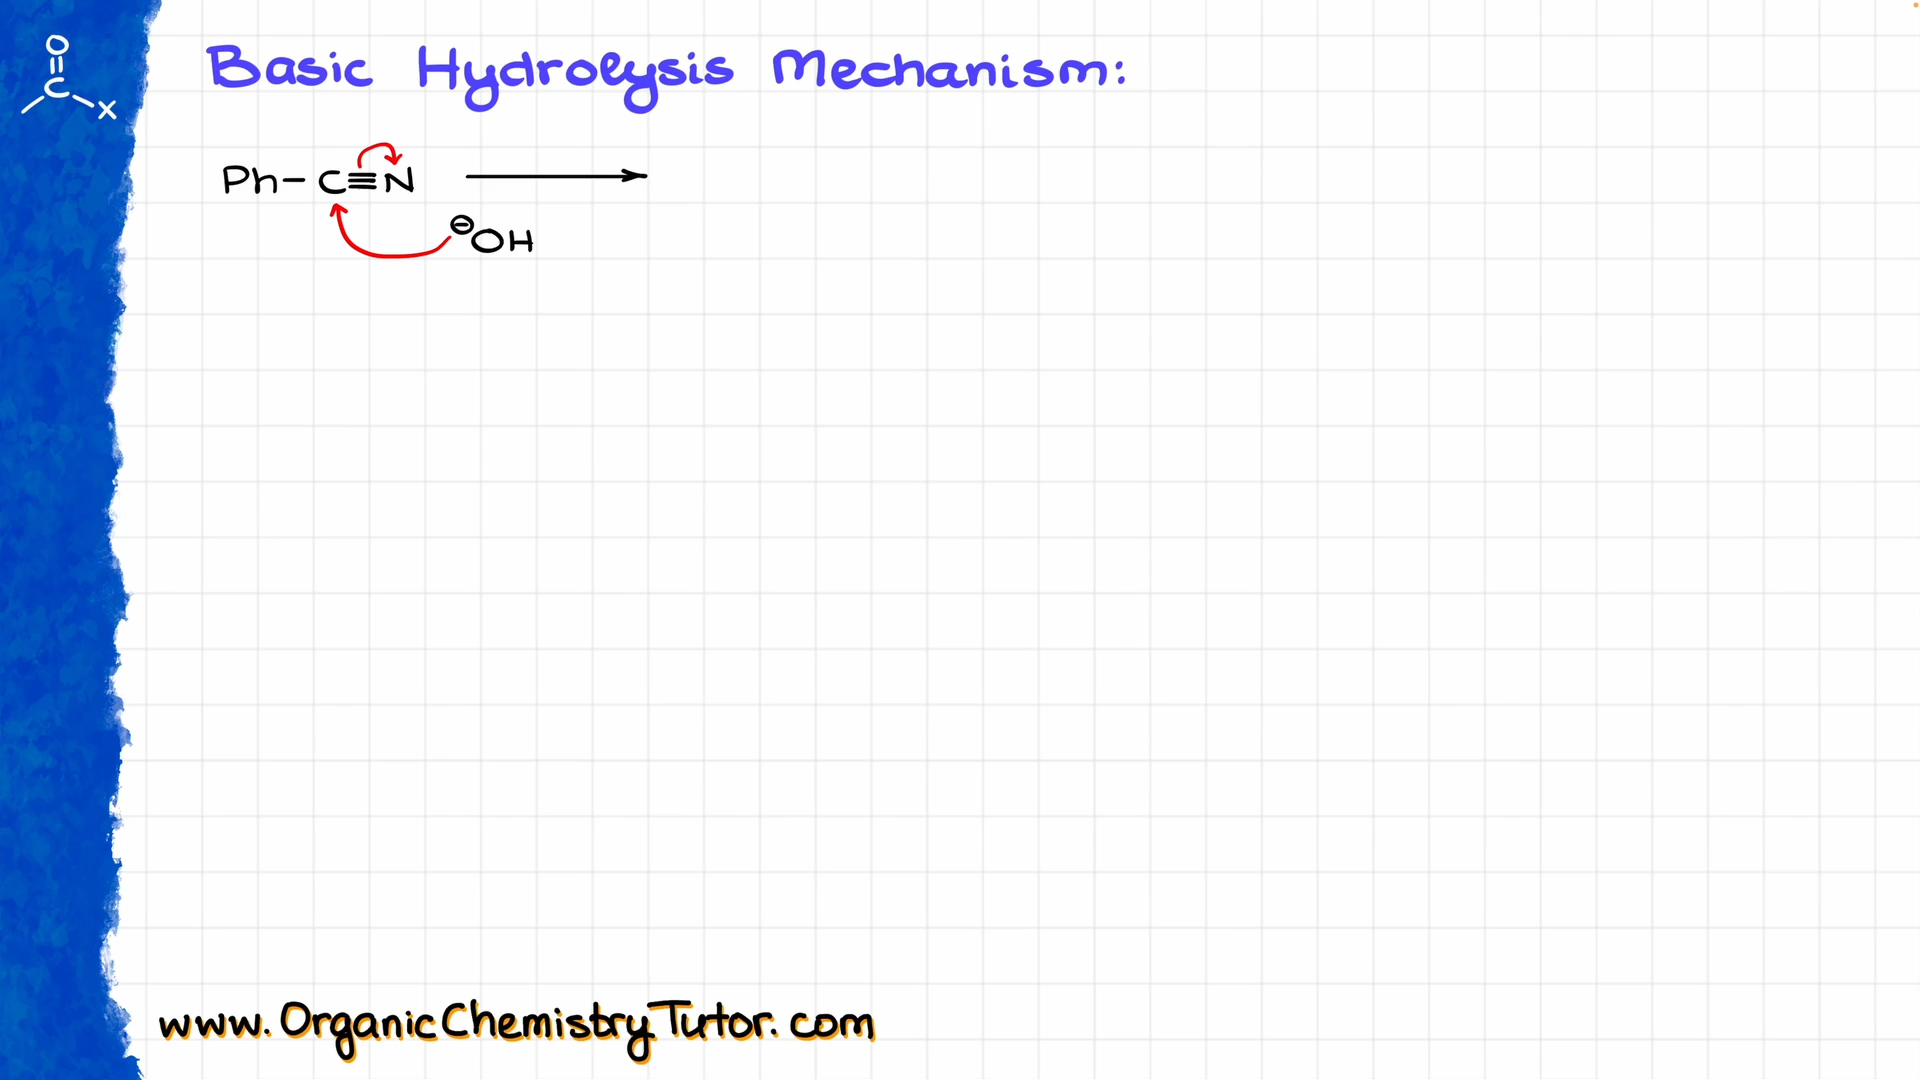 Basic Hydrolysis Mechanism:
O
C
X
Ph-C≡N
⊖OH
www.OrganicChemistryTutor.com